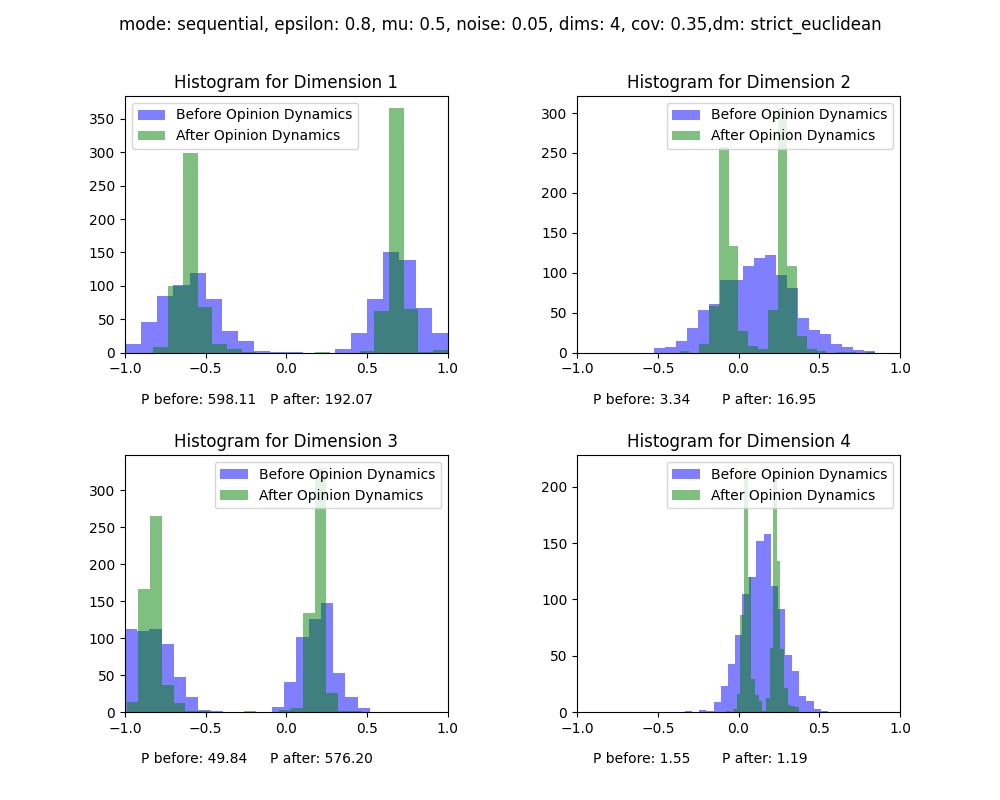 mode: sequential, epsilon: 0.8, mu: 0.5, noise: 0.05, dims: 4, cov: 0.35,dm: strict_euclidean
Histogram for Dimension 1
Before Opinion Dynamics
After Opinion Dynamics
350
300
250
200
150
100
50
0
−1.0 −0.5 0.0 0.5 1.0
P before: 598.11 P after: 192.07
Histogram for Dimension 2
Before Opinion Dynamics
After Opinion Dynamics
300
250
200
150
100
50
0
−1.0 −0.5 0.0 0.5 1.0
P before: 3.34 P after: 16.95
Histogram for Dimension 3
Before Opinion Dynamics
After Opinion Dynamics
300
250
200
150
100
50
0
−1.0 −0.5 0.0 0.5 1.0
P before: 49.84 P after: 576.20
Histogram for Dimension 4
Before Opinion Dynamics
After Opinion Dynamics
200
150
100
50
0
−1.0 −0.5 0.0 0.5 1.0
P before: 1.55 P after: 1.19